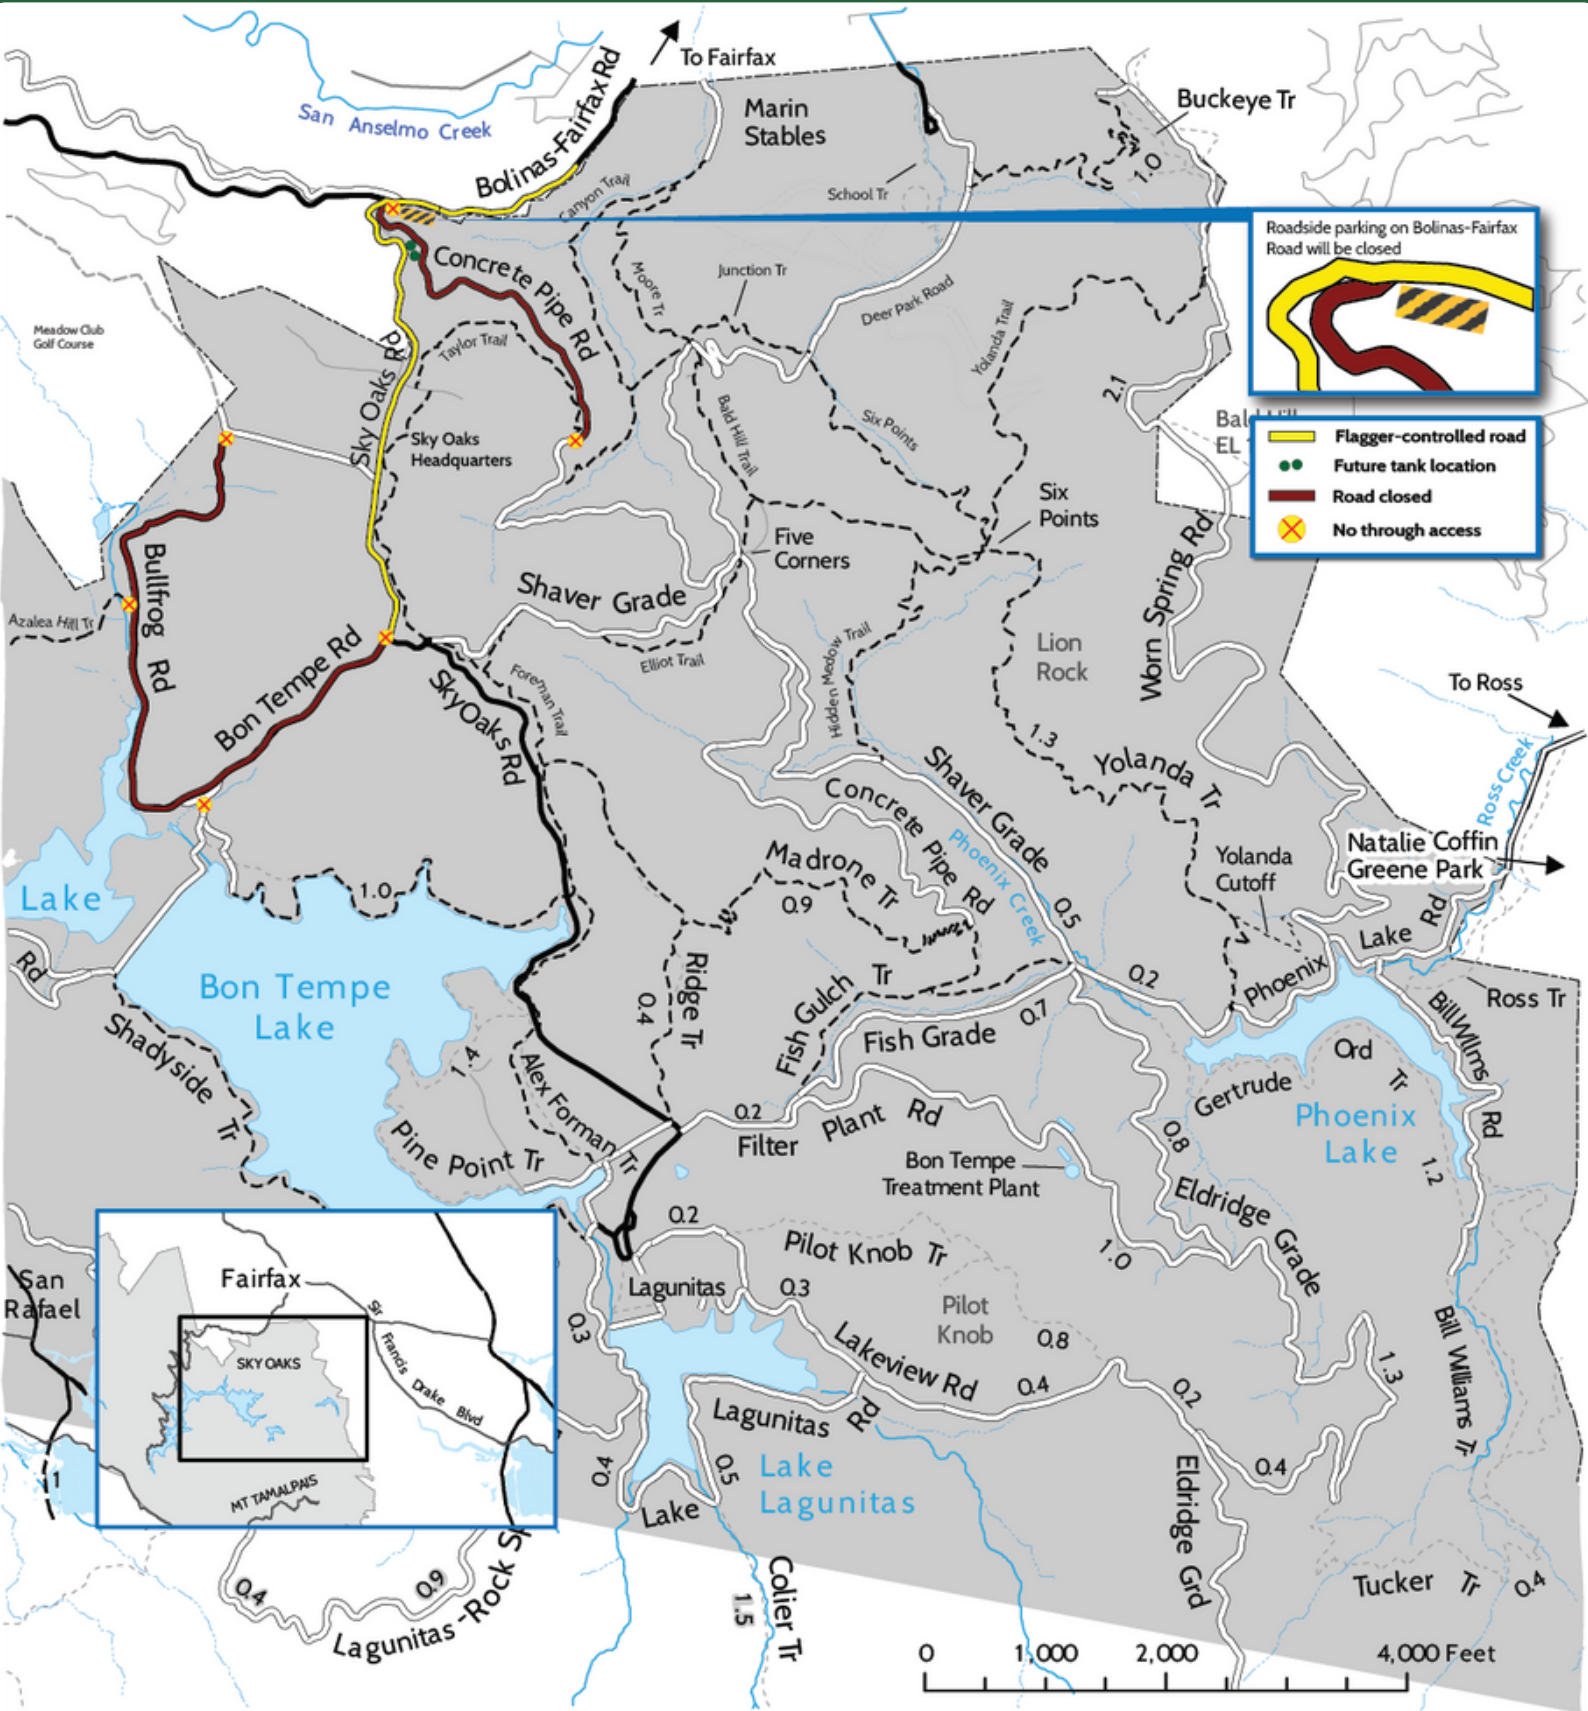 To Fairfax
Bolinas-Fairfax Rd
San Anselmo Creek
Marin
Stables
Buckeye Tr
1.0
School Tr
Canyon Trail
Roadside parking on Bolinas-Fairfax
Road will be closed
Concrete Pipe Rd
Moore Tr
Junction Tr
Deer Park Road
Yolanda Trail
Meadow Club
Golf Course
Taylor Trail
Sky Oaks Rd
2.1
Bald Hill Trail
Six Points
Sky Oaks
Headquarters
Flagger-controlled road
Future tank location
Road closed
No through access
Six
Points
Five
Corners
Worn Spring Rd
Bullfrog Rd
Shaver Grade
Azalea Hill Tr
Elliot Trail
Hidden Medow Trail
Lion
Rock
Bon Tempe Rd
Sky Oaks Rd
Foreman Trail
To Ross
Ross Creek
1.3
Yolanda Tr
Shaver Grade
Concrete Pipe Rd
Phoenix Creek
Madrone Tr
0.9
0.5
Yolanda
Cutoff
Natalie Coffin
Greene Park
Lake
1.0
Phoenix Lake Rd
Rd
Bon Tempe
Lake
Ridge Tr
0.4
Fish Gulch Tr
0.2
Ross Tr
Fish Grade
0.7
Bill Wllms Rd
Shadyside Tr
1.4
Alex Forman Tr
Gertrude Ord Tr
Phoenix
Lake
1.2
0.2
Filter Plant Rd
Pine Point Tr
0.8
Bon Tempe
Treatment Plant
Eldridge Grade
0.2
Pilot Knob Tr
1.0
San
Rafael
Fairfax
Sir Francis Drake Blvd
SKY OAKS
MT TAMALPAIS
1
Lagunitas
0.3
0.3
Pilot
Knob
0.8
Lakeview Rd
0.4
0.2
1.3
Bill Williams Tr
Lagunitas Rd
0.4
0.5
Lake
Lake
Lagunitas
0.4
Eldridge Grd
Colier Tr
1.5
Tucker Tr
0.4
0.4
0.9
Lagunitas-Rock S
0
1,000
2,000
4,000 Feet